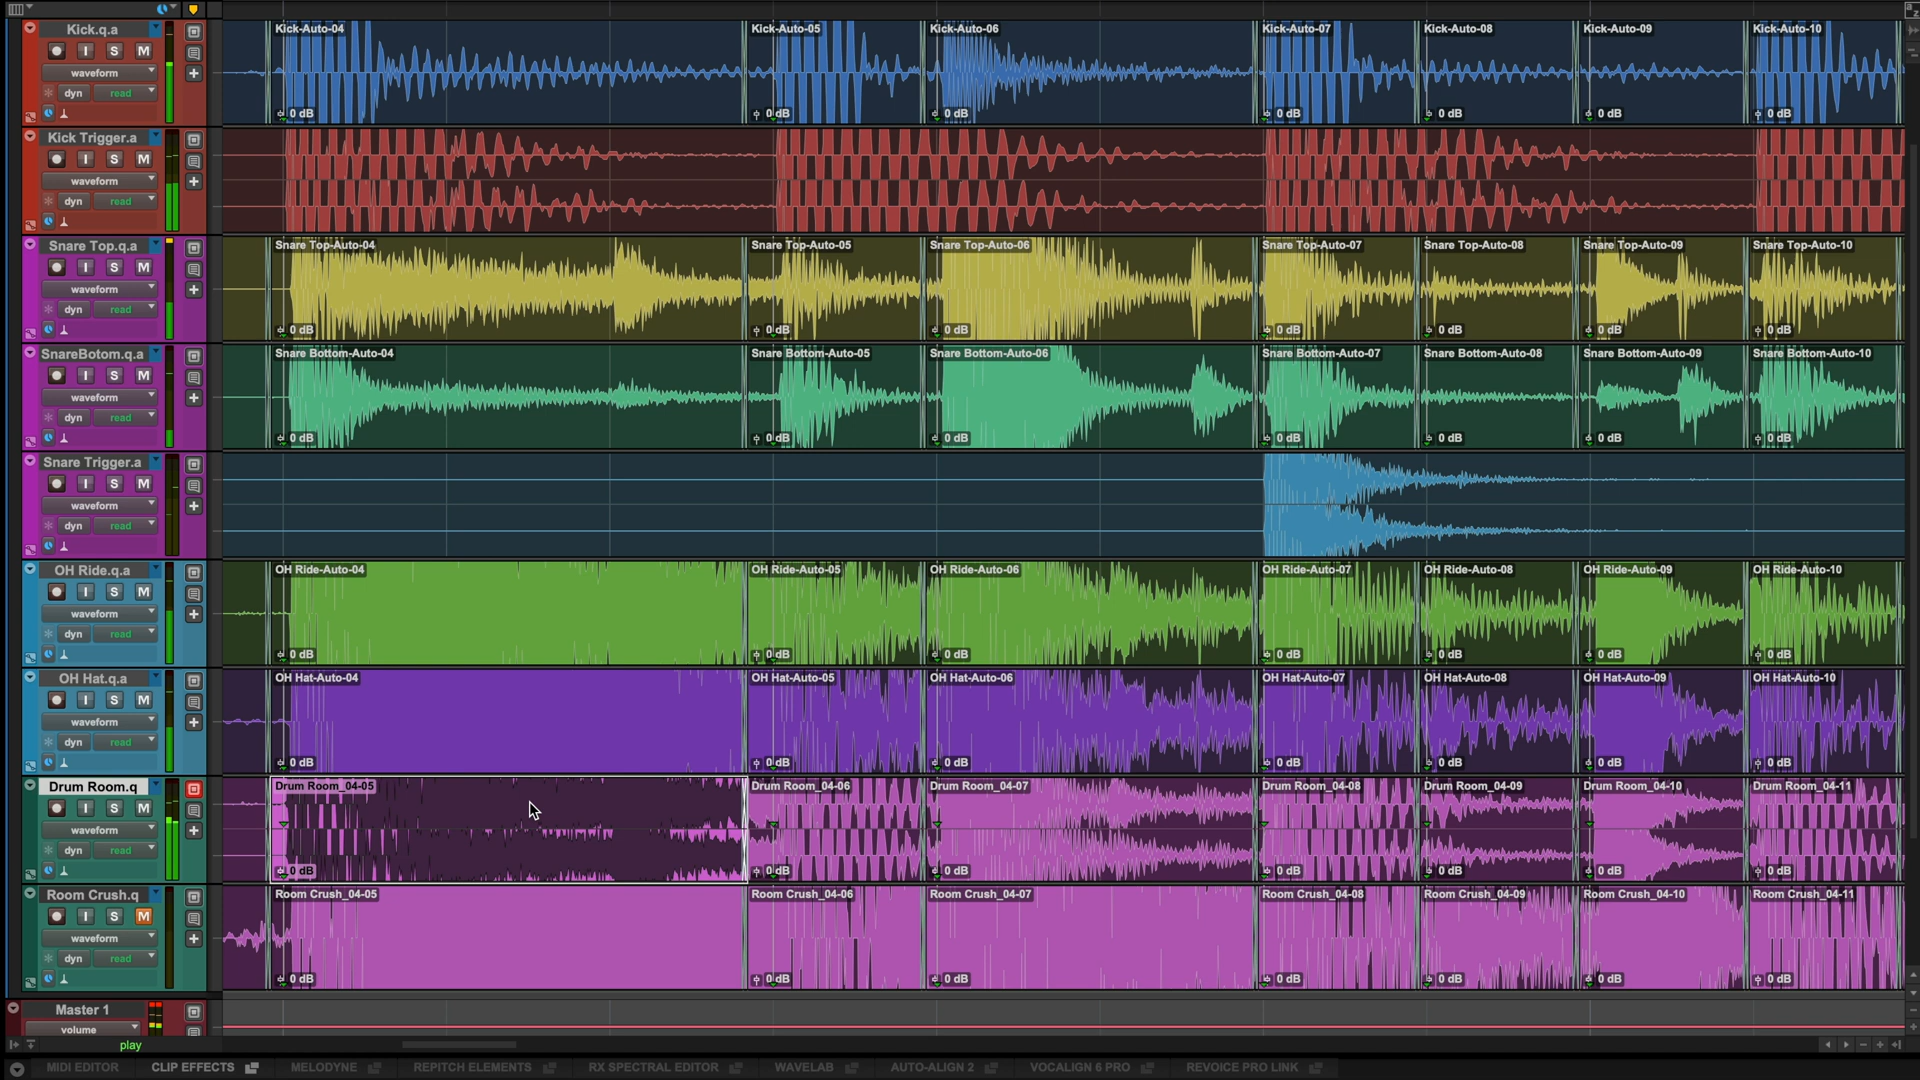 Kick.q.a
I S M
waveform
dyn read
Kick-Auto-04 Kick-Auto-05 Kick-Auto-06 Kick-Auto-07 Kick-Auto-08 Kick-Auto-09 Kick-Auto-10
0 dB 0 dB 0 dB 0 dB 0 dB 0 dB 0 dB
Kick Trigger.a
I S M
waveform
dyn read
Snare Top.q.a
I S M
waveform
dyn read
Snare Top-Auto-04 Snare Top-Auto-05 Snare Top-Auto-06 Snare Top-Auto-07 Snare Top-Auto-08 Snare Top-Auto-09 Snare Top-Auto-10
0 dB 0 dB 0 dB 0 dB 0 dB 0 dB 0 dB
SnareBotom.q.a
I S M
waveform
dyn read
Snare Bottom-Auto-04 Snare Bottom-Auto-05 Snare Bottom-Auto-06 Snare Bottom-Auto-07 Snare Bottom-Auto-08 Snare Bottom-Auto-09 Snare Bottom-Auto-10
0 dB 0 dB 0 dB 0 dB 0 dB 0 dB 0 dB
Snare Trigger.a
I S M
waveform
dyn read
OH Ride.q.a
I S M
waveform
dyn read
OH Ride-Auto-04 OH Ride-Auto-05 OH Ride-Auto-06 OH Ride-Auto-07 OH Ride-Auto-08 OH Ride-Auto-09 OH Ride-Auto-10
0 dB 0 dB 0 dB 0 dB 0 dB 0 dB 0 dB
OH Hat.q.a
I S M
waveform
dyn read
OH Hat-Auto-04 OH Hat-Auto-05 OH Hat-Auto-06 OH Hat-Auto-07 OH Hat-Auto-08 OH Hat-Auto-09 OH Hat-Auto-10
0 dB 0 dB 0 dB 0 dB 0 dB 0 dB 0 dB
Drum Room.q
I S M
waveform
dyn read
Drum Room_04-05 Drum Room_04-06 Drum Room_04-07 Drum Room_04-08 Drum Room_04-09 Drum Room_04-10 Drum Room_04-11
0 dB 0 dB 0 dB 0 dB 0 dB 0 dB 0 dB
Room Crush.q
I S M
waveform
dyn read
Room Crush_04-05 Room Crush_04-06 Room Crush_04-07 Room Crush_04-08 Room Crush_04-09 Room Crush_04-10 Room Crush_04-11
0 dB 0 dB 0 dB 0 dB 0 dB 0 dB 0 dB
Master 1
volume
play
MIDI EDITOR CLIP EFFECTS MELODYNE REPITCH ELEMENTS RX SPECTRAL EDITOR WAVELAB AUTO-ALIGN 2 VOCALIGN 6 PRO REVOICE PRO LINK